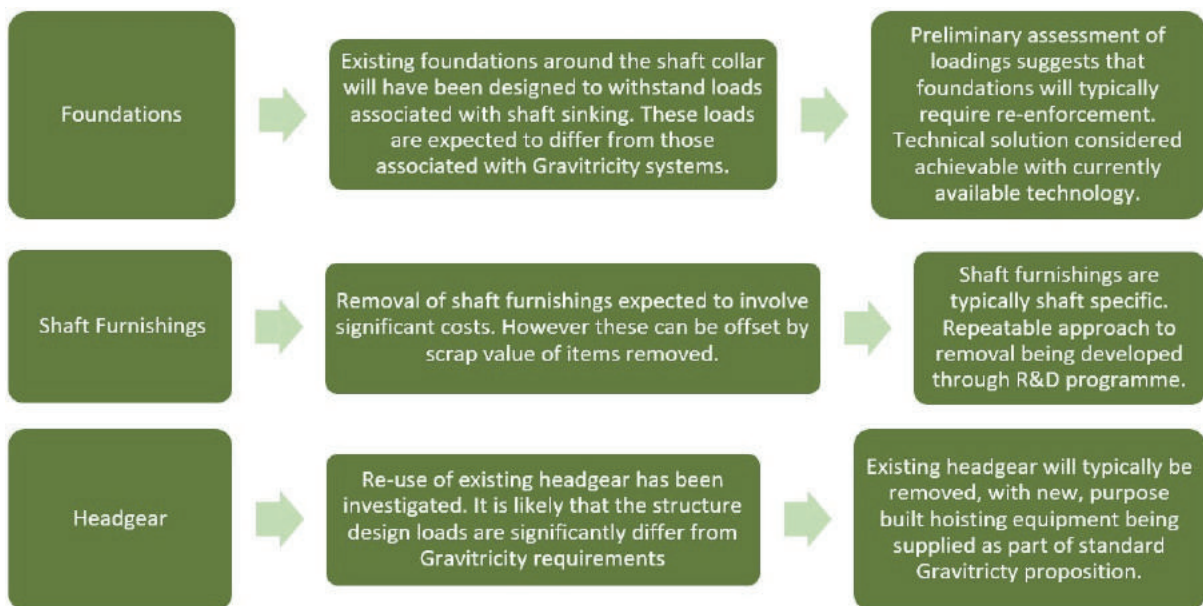 Foundations
Existing foundations around the shaft collar
will have been designed to withstand loads
associated with shaft sinking. These loads
are expected to differ from those
associated with Gravitricity systems.
Preliminary assessment of
loadings suggests that
foundations will typically
require re-enforcement.
Technical solution considered
achievable with currently
available technology.
Shaft Furnishings
Removal of shaft furnishings expected to involve
significant costs. However these can be offset by
scrap value of items removed.
Shaft furnishings are
typically shaft specific.
Repeatable approach to
removal being developed
through R&D programme.
Headgear
Re-use of existing headgear has been
investigated. It is likely that the structure
design loads are significantly differ from
Gravitricity requirements
Existing headgear will typically be
removed, with new, purpose
built hoisting equipment being
supplied as part of standard
Gravitricty proposition.